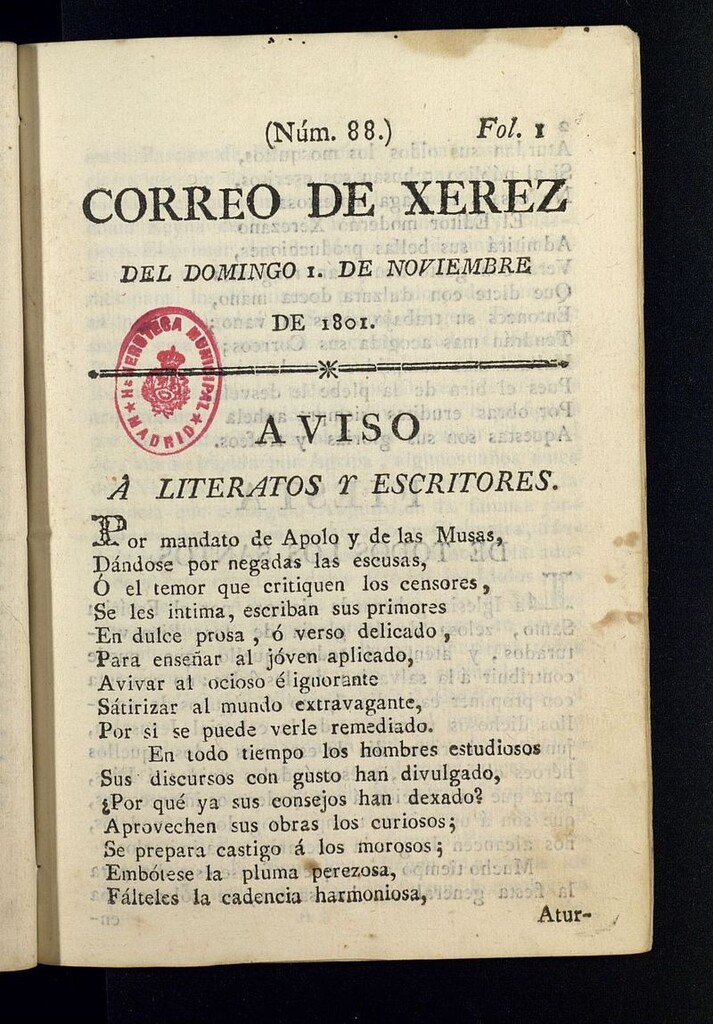 (Núm. 88.) Fol. 1
CORREO DE XEREZ
DEL DOMINGO 1. DE NOVIEMBRE
DE 1801.
HEMEROTECA MUNICIPAL
★ MADRID ★
AVISO
Á LITERATOS Y ESCRITORES.
Por mandato de Apolo y de las Musas,
Dándose por negadas las escusas,
Ó el temor que critiquen los censores,
Se les intima, escriban sus primores
En dulce prosa, ó verso delicado,
Para enseñar al jóven aplicado,
Avivar al ocioso é ignorante
Sátirizar al mundo extravagante,
Por si se puede verle remediado.
En todo tiempo los hombres estudiosos
Sus discursos con gusto han divulgado,
¿Por qué ya sus consejos han dexado?
Aprovechen sus obras los curiosos;
Se prepara castigo á los morosos;
Embótese la pluma perezosa,
Fálteles la cadencia harmoniosa,
Atur-